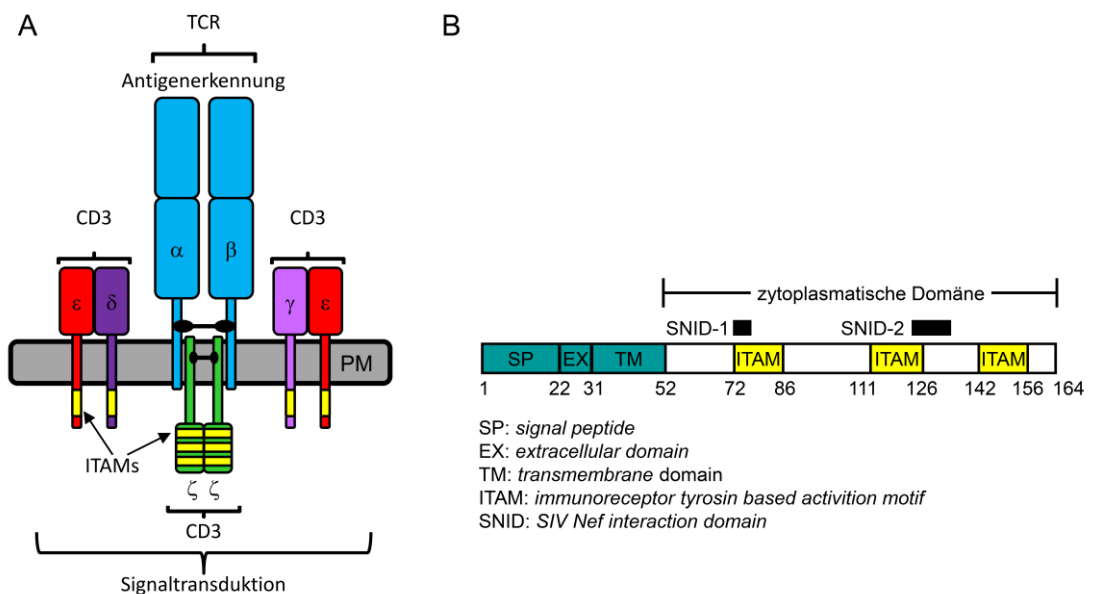 A
TCR
Antigenerkennung
CD3
CD3
α
β
ε
δ
γ
ε
PM
ITAMs
ζ
ζ
CD3
Signaltransduktion
B
zytoplasmatische Domäne
SNID-1
SNID-2
SP
EX
TM
ITAM
ITAM
ITAM
1 22 31 52 72 86 111 126 142 156 164
SP: signal peptide
EX: extracellular domain
TM: transmembrane domain
ITAM: immunoreceptor tyrosin based activition motif
SNID: SIV Nef interaction domain